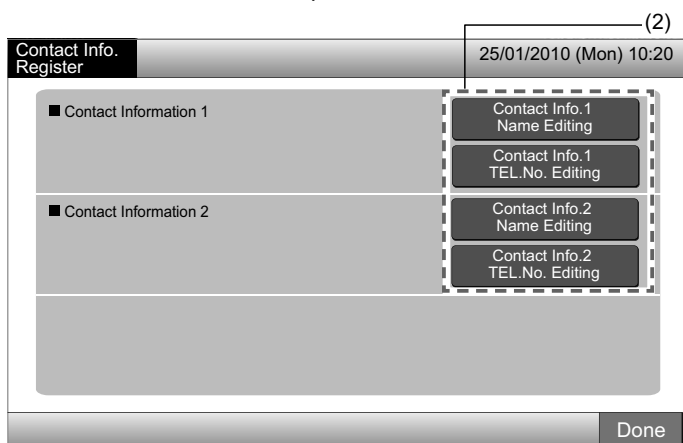 (2)
Contact Info.
Register
25/01/2010 (Mon) 10:20
■ Contact Information 1
Contact Info.1
Name Editing
Contact Info.1
TEL.No. Editing
■ Contact Information 2
Contact Info.2
Name Editing
Contact Info.2
TEL.No. Editing
Done